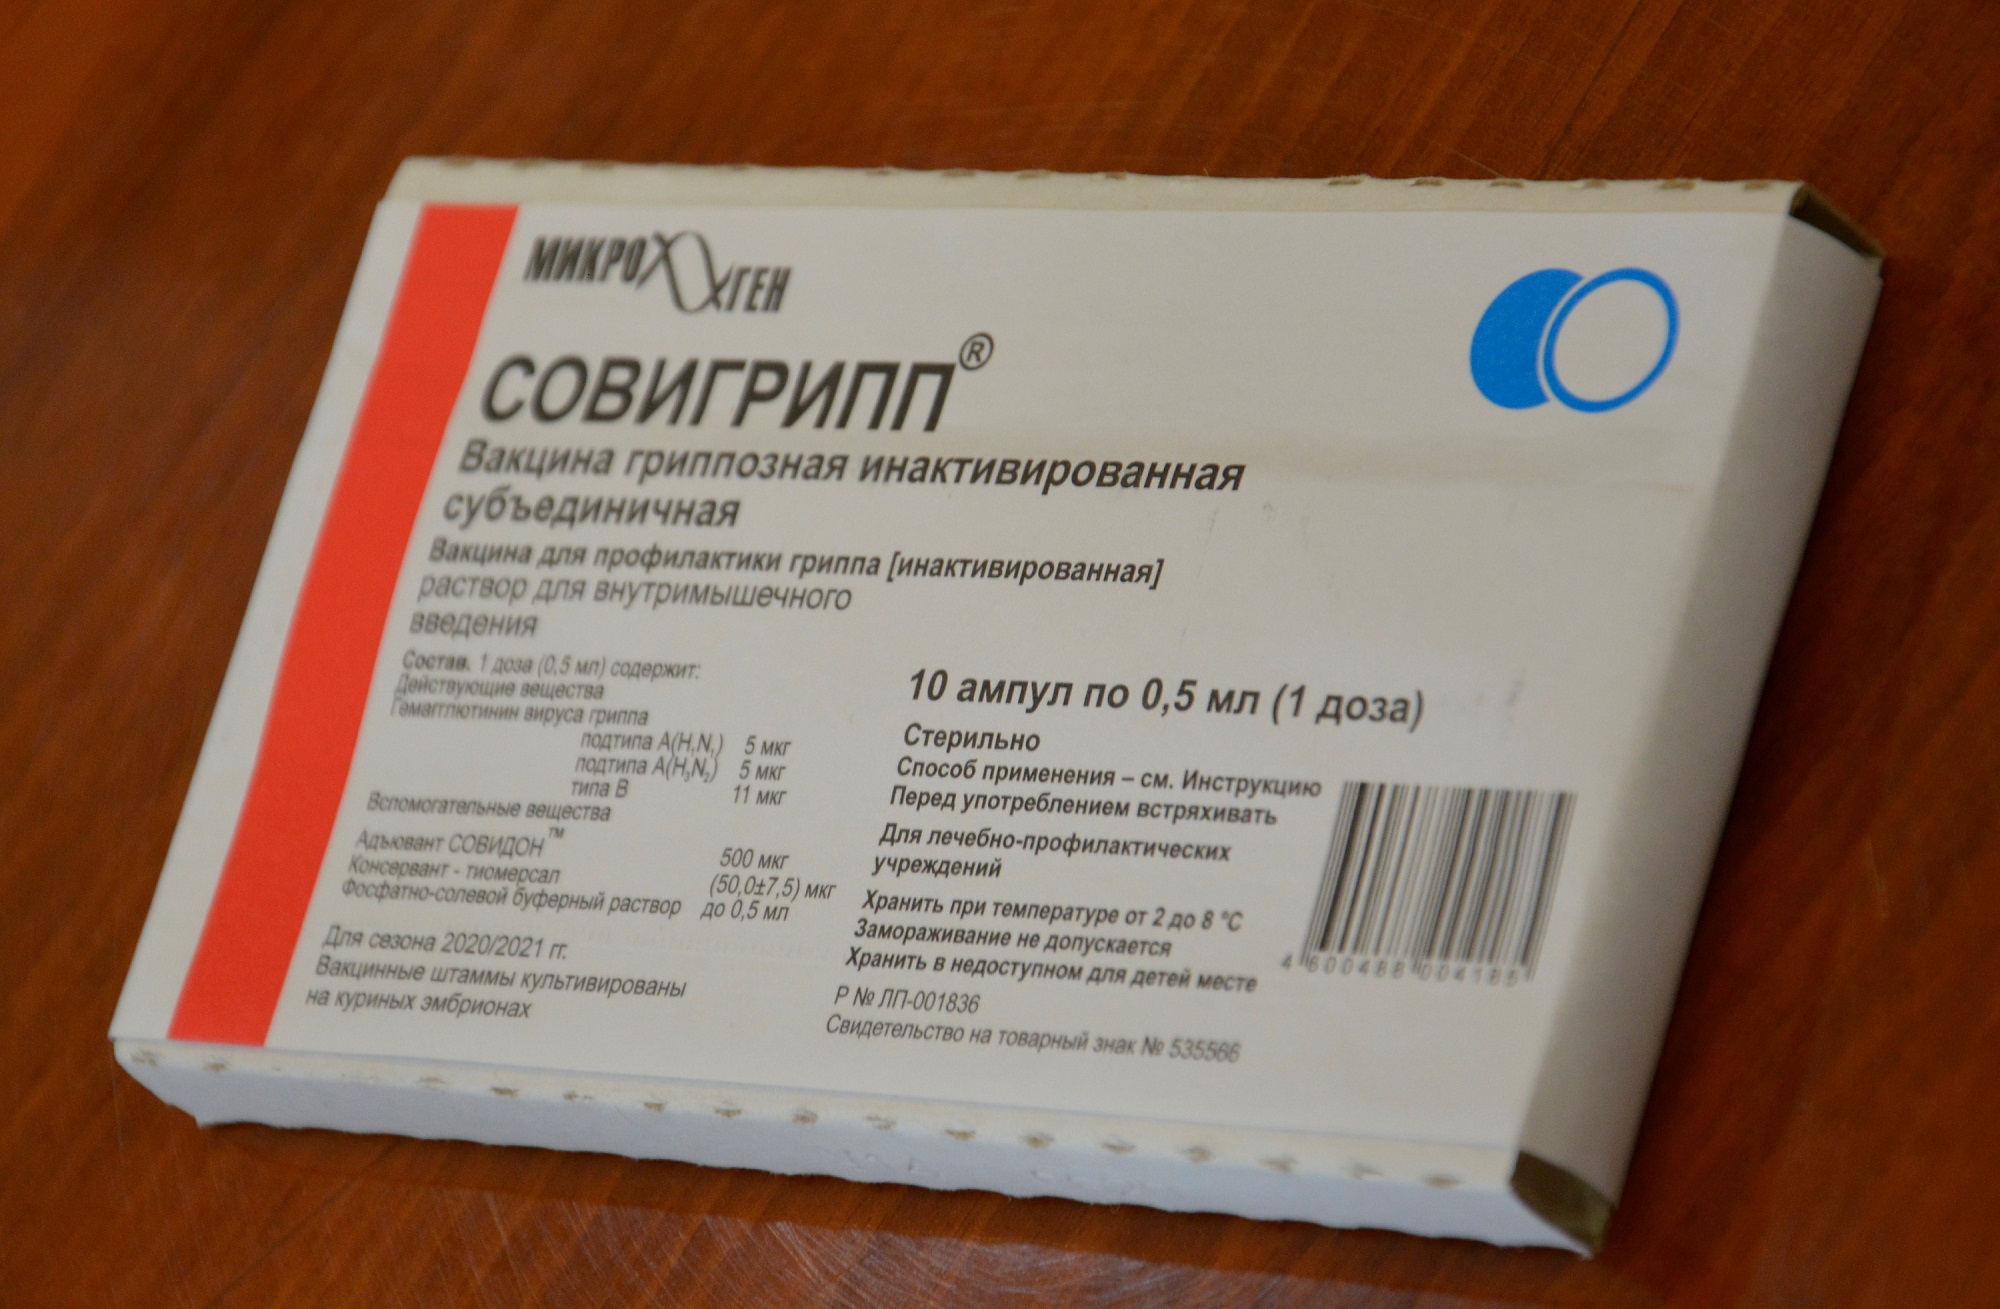 МИКРОГЕН
СОВИГРИПП®
Вакцина гриппозная инактивированная
субъединичная
Вакцина для профилактики гриппа [инактивированная]
раствор для внутримышечного
введения
Состав. 1 доза (0,5 мл) содержит:
Действующие вещества
Гемагглютинин вируса гриппа
подтипа А(H₁N₁) 5 мкг
подтипа А(H₃N₂) 5 мкг
типа В 11 мкг
Вспомогательные вещества
Адъювант СОВИДОН™ 500 мкг
Консервант - тиомерсал (50,0±7,5) мкг
Фосфатно-солевой буферный раствор до 0,5 мл
Для сезона 2020/2021 гг.
Вакцинные штаммы культивированы
на куриных эмбрионах
10 ампул по 0,5 мл (1 доза)
Стерильно
Способ применения – см. Инструкцию
Перед употреблением встряхивать
Для лечебно-профилактических
учреждений
Хранить при температуре от 2 до 8 °С
Замораживание не допускается
Хранить в недоступном для детей месте
Р № ЛП-001836
Свидетельство на товарный знак № 535566
4 600488 004185